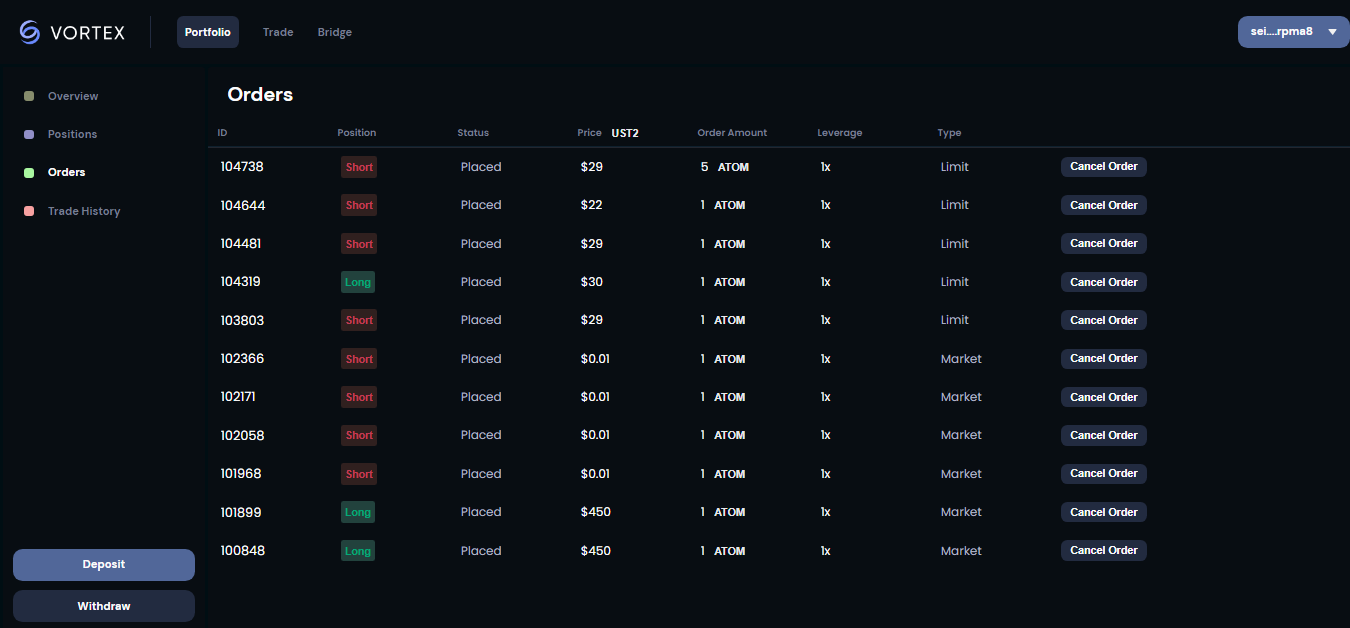 VORTEX Portfolio Trade Bridge sei....rpma8
Overview
Positions
Orders
Trade History
Deposit
Withdraw
Orders
ID Position Status Price UST2 Order Amount Leverage Type
104738 Short Placed $29 5 ATOM 1x Limit Cancel Order
104644 Short Placed $22 1 ATOM 1x Limit Cancel Order
104481 Short Placed $29 1 ATOM 1x Limit Cancel Order
104319 Long Placed $30 1 ATOM 1x Limit Cancel Order
103803 Short Placed $29 1 ATOM 1x Limit Cancel Order
102366 Short Placed $0.01 1 ATOM 1x Market Cancel Order
102171 Short Placed $0.01 1 ATOM 1x Market Cancel Order
102058 Short Placed $0.01 1 ATOM 1x Market Cancel Order
101968 Short Placed $0.01 1 ATOM 1x Market Cancel Order
101899 Long Placed $450 1 ATOM 1x Market Cancel Order
100848 Long Placed $450 1 ATOM 1x Market Cancel Order